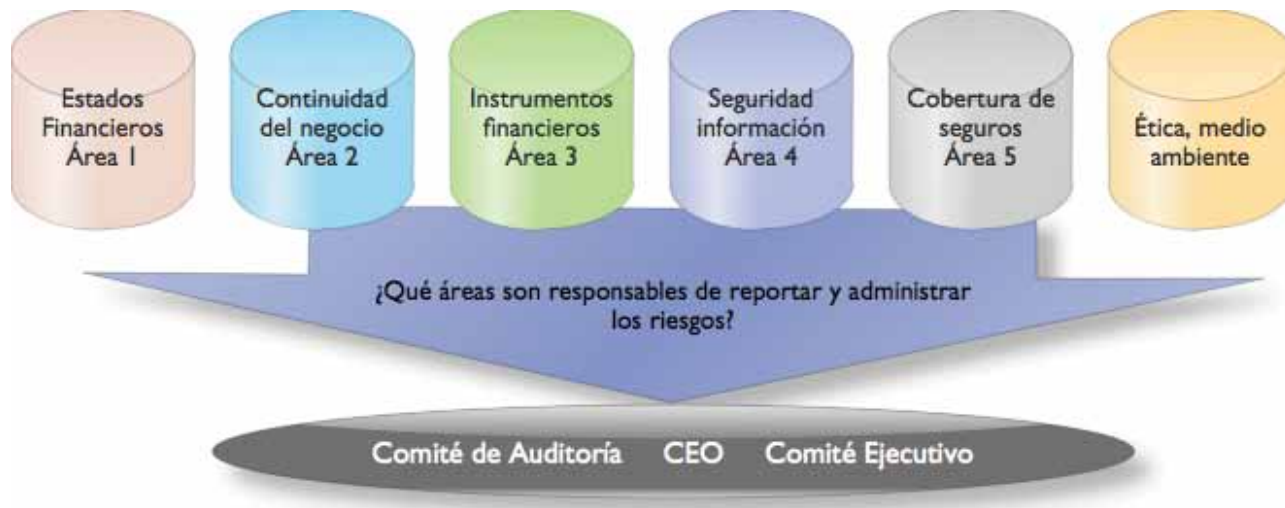 Estados
Financieros
Área 1
Continuidad
del negocio
Área 2
Instrumentos
financieros
Área 3
Seguridad
información
Área 4
Cobertura de
seguros
Área 5
Ética, medio
ambiente
¿Qué áreas son responsables de reportar y administrar
los riesgos?
Comité de Auditoría CEO Comité Ejecutivo